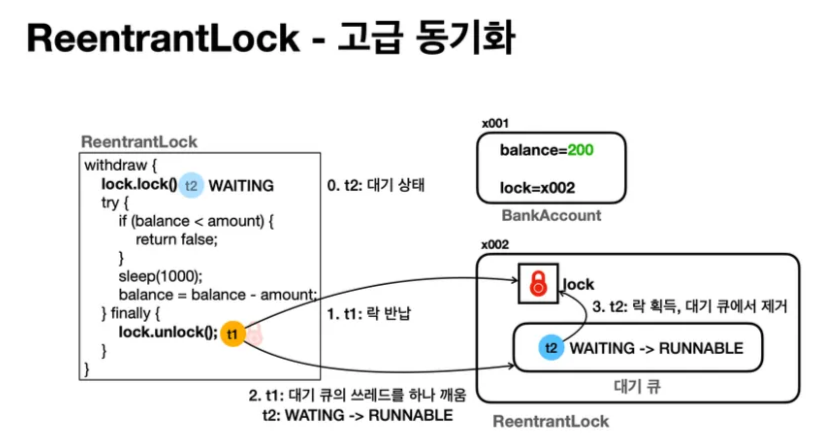 ReentrantLock - 고급 동기화
ReentrantLock
withdraw {
lock.lock() t2 WAITING
try {
if (balance < amount) {
return false;
}
sleep(1000);
balance = balance - amount;
} finally {
lock.unlock(); t1
}
}
0. t2: 대기 상태
1. t1: 락 반납
2. t1: 대기 큐의 쓰레드를 하나 깨움
t2: WATING -> RUNNABLE
x001
balance=200
lock=x002
BankAccount
x002
lock
3. t2: 락 획득, 대기 큐에서 제거
t2 WAITING -> RUNNABLE
대기 큐
ReentrantLock